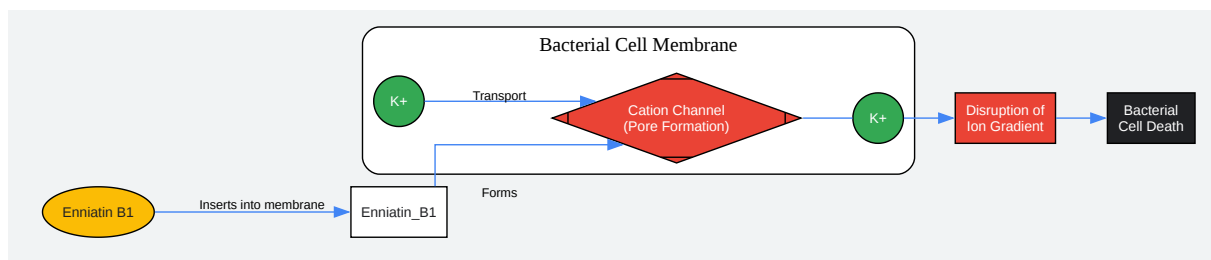 Bacterial Cell Membrane
K+
Transport
Cation Channel
(Pore Formation)
K+
Disruption of
Ion Gradient
Bacterial
Cell Death
Enniatin B1
Inserts into membrane
Enniatin_B1
Forms